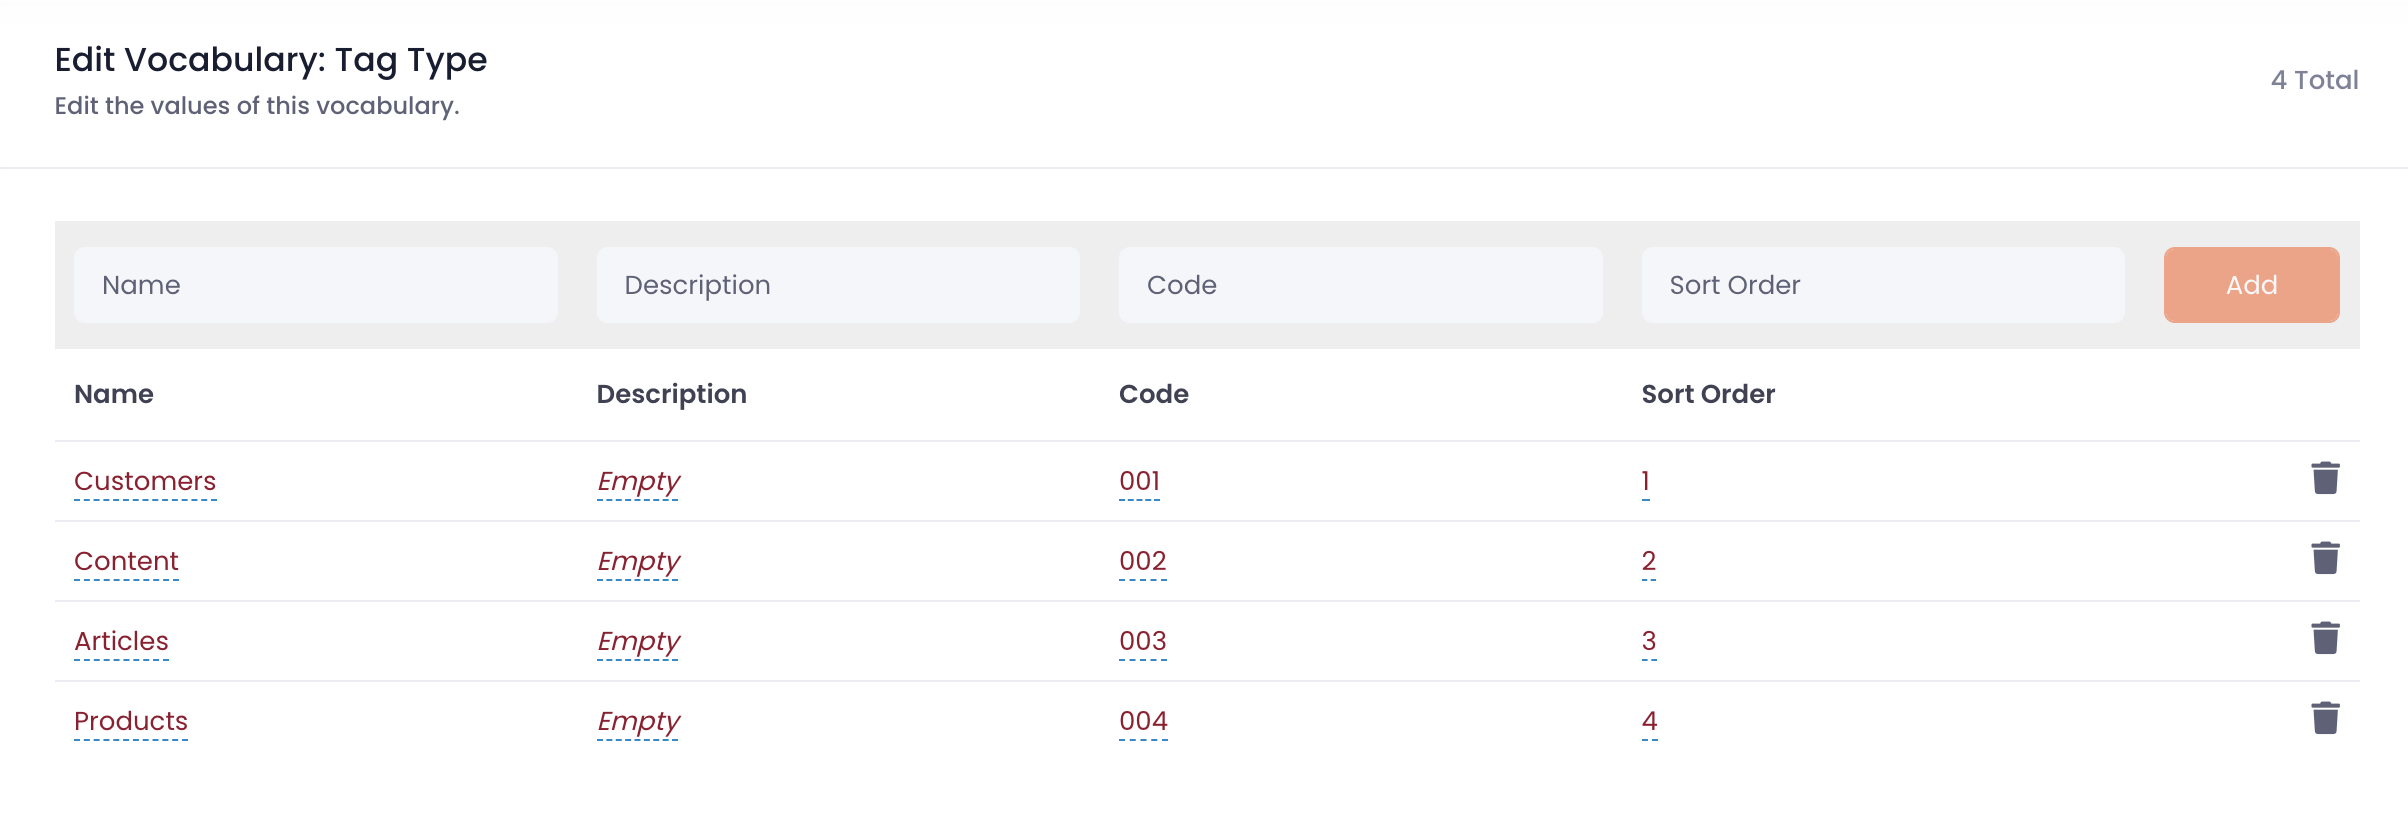 Edit Vocabulary: Tag Type
Edit the values of this vocabulary.
4 Total
Name Description Code Sort Order Add
Name Description Code Sort Order
Customers Empty 001 1
Content Empty 002 2
Articles Empty 003 3
Products Empty 004 4